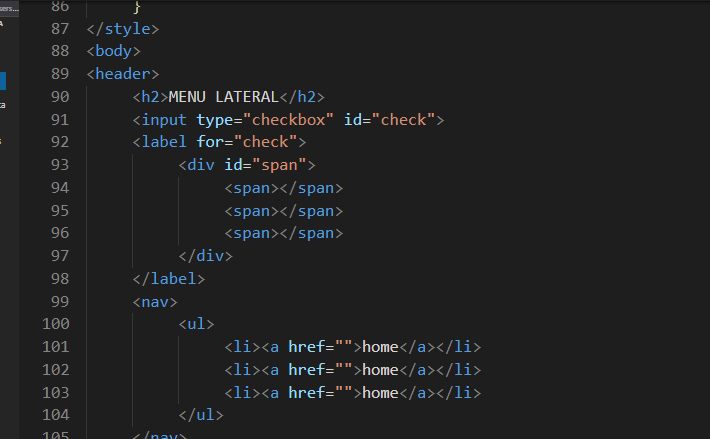 users...
86 }
87 </style>
88 <body>
89 <header>
90 <h2>MENU LATERAL</h2>
91 <input type="checkbox" id="check">
92 <label for="check">
93 <div id="span">
94 <span></span>
95 <span></span>
96 <span></span>
97 </div>
98 </label>
99 <nav>
100 <ul>
101 <li><a href="">home</a></li>
102 <li><a href="">home</a></li>
103 <li><a href="">home</a></li>
104 </ul>
105 </nav>